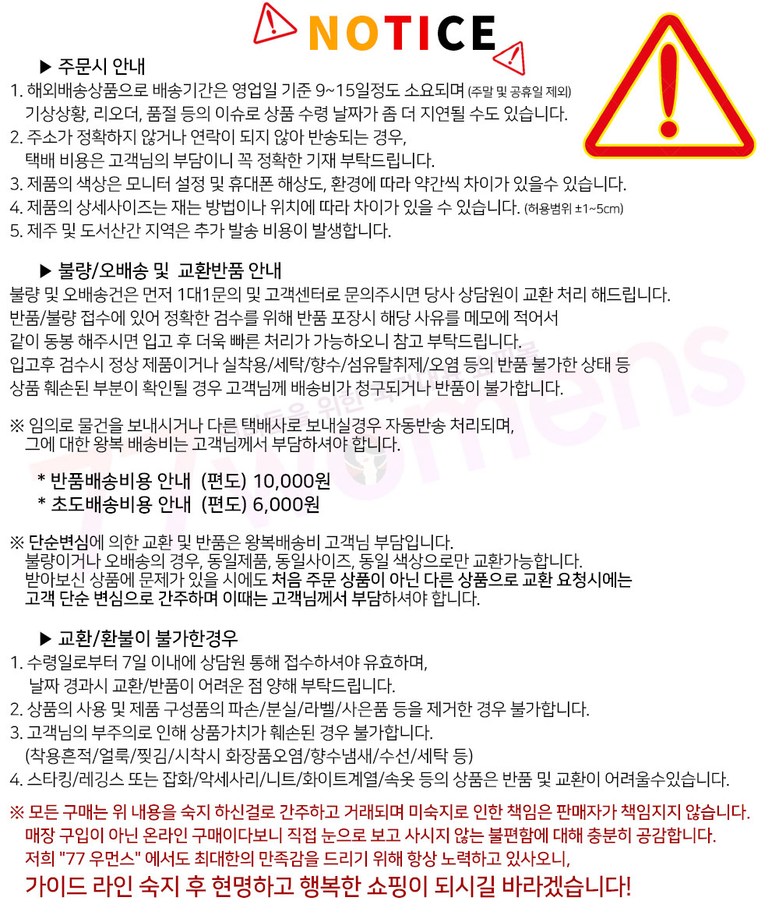 NOTICE
▶ 주문시 안내
1. 해외배송상품으로 배송기간은 영업일 기준 9~15일정도 소요되며 (주말 및 공휴일 제외)
기상상황, 리오더, 품절 등의 이슈로 상품 수령 날짜가 좀 더 지연될 수도 있습니다.
2. 주소가 정확하지 않거나 연락이 되지 않아 반송되는 경우,
택배 비용은 고객님의 부담이니 꼭 정확한 기재 부탁드립니다.
3. 제품의 색상은 모니터 설정 및 휴대폰 해상도, 환경에 따라 약간씩 차이가 있을수 있습니다.
4. 제품의 상세사이즈는 재는 방법이나 위치에 따라 차이가 있을 수 있습니다. (허용범위 ±1~5cm)
5. 제주 및 도서산간 지역은 추가 발송 비용이 발생합니다.
▶ 불량/오배송 및 교환반품 안내
불량 및 오배송건은 먼저 1대1문의 및 고객센터로 문의주시면 당사 상담원이 교환 처리 해드립니다.
반품/불량 접수에 있어 정확한 검수를 위해 반품 포장시 해당 사유를 메모에 적어서
같이 동봉 해주시면 입고 후 더욱 빠른 처리가 가능하오니 참고 부탁드립니다.
입고후 검수시 정상 제품이거나 실착용/세탁/향수/섬유탈취제/오염 등의 반품 불가한 상태 등
상품 훼손된 부분이 확인될 경우 고객님께 배송비가 청구되거나 반품이 불가합니다.
※ 임의로 물건을 보내시거나 다른 택배사로 보내실경우 자동반송 처리되며,
그에 대한 왕복 배송비는 고객님께서 부담하셔야 합니다.
* 반품배송비용 안내 (편도) 10,000원
* 초도배송비용 안내 (편도) 6,000원
※ 단순변심에 의한 교환 및 반품은 왕복배송비 고객님 부담입니다.
불량이거나 오배송의 경우, 동일제품, 동일사이즈, 동일 색상으로만 교환가능합니다.
받아보신 상품에 문제가 있을 시에도 처음 주문 상품이 아닌 다른 상품으로 교환 요청시에는
고객 단순 변심으로 간주하며 이때는 고객님께서 부담하셔야 합니다.
▶ 교환/환불이 불가한경우
1. 수령일로부터 7일 이내에 상담원 통해 접수하셔야 유효하며,
날짜 경과시 교환/반품이 어려운 점 양해 부탁드립니다.
2. 상품의 사용 및 제품 구성품의 파손/분실/라벨/사은품 등을 제거한 경우 불가합니다.
3. 고객님의 부주의로 인해 상품가치가 훼손된 경우 불가합니다.
(착용흔적/얼룩/찢김/시착시 화장품오염/향수냄새/수선/세탁 등)
4. 스타킹/레깅스 또는 잡화/악세사리/니트/화이트계열/속옷 등의 상품은 반품 및 교환이 어려울수있습니다.
※ 모든 구매는 위 내용을 숙지 하신걸로 간주하고 거래되며 미숙지로 인한 책임은 판매자가 책임지지 않습니다.
매장 구입이 아닌 온라인 구매이다보니 직접 눈으로 보고 사시지 않는 불편함에 대해 충분히 공감합니다.
저희 "77 우먼스" 에서도 최대한의 만족감을 드리기 위해 항상 노력하고 있사오니,
가이드 라인 숙지 후 현명하고 행복한 쇼핑이 되시길 바라겠습니다!
77womens